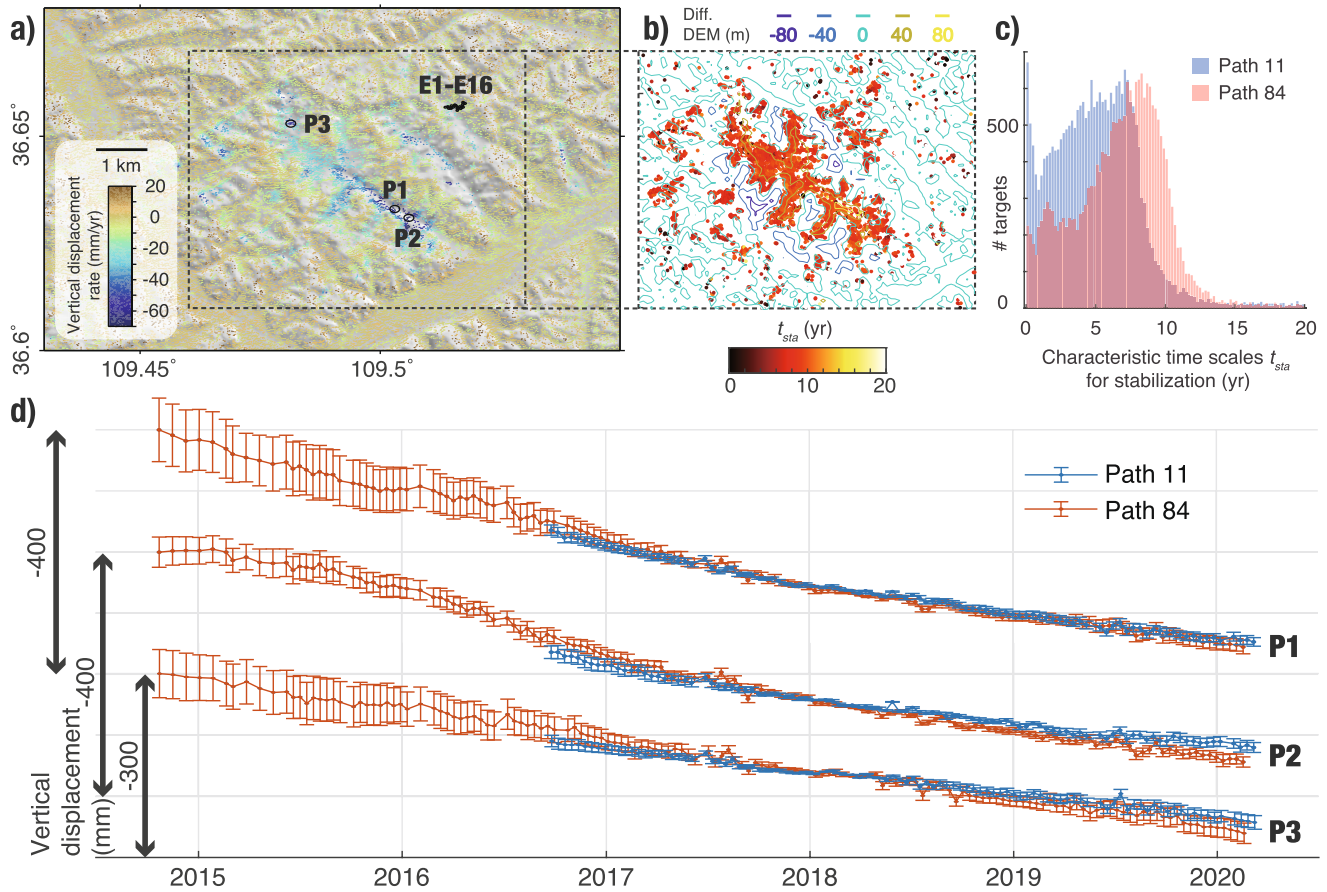 a)
E1-E16
P3
P1
P2
1 km
20
0
-20
-40
-60
Vertical displacement
rate (mm/yr)
36.65°
36.6°
109.45°
109.5°
b)
Diff.
DEM (m)
-80
-40
0
40
80
t_sta (yr)
0
10
20
c)
Path 11
Path 84
500
0
# targets
0
5
10
15
20
Characteristic time scales t_sta
for stabilization (yr)
d)
-400
-400
-300
Vertical
displacement
(mm)
Path 11
Path 84
P1
P2
P3
2015
2016
2017
2018
2019
2020